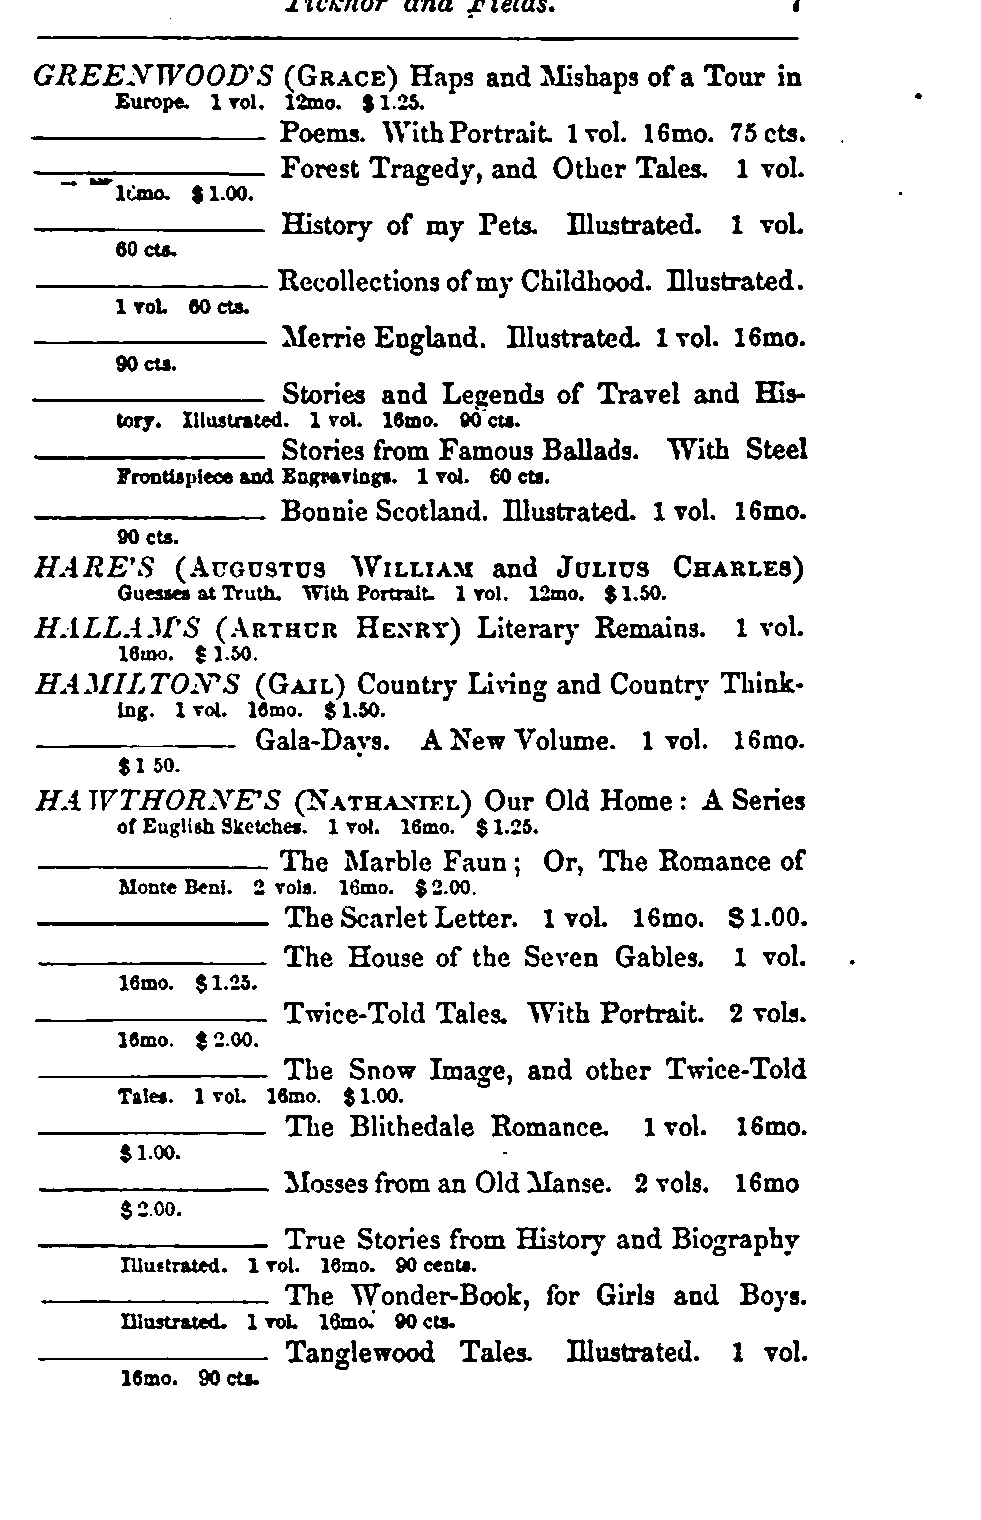 Ticknor and Fields. 7
GREENWOOD'S (GRACE) Haps and Mishaps of a Tour in
Europe. 1 vol. 12mo. $1.25.
Poems. With Portrait. 1 vol. 16mo. 75 cts.
Forest Tragedy, and Other Tales. 1 vol.
16mo. $1.00.
History of my Pets. Illustrated. 1 vol.
60 cts.
Recollections of my Childhood. Illustrated.
1 vol. 60 cts.
Merrie England. Illustrated. 1 vol. 16mo.
90 cts.
Stories and Legends of Travel and His-
tory. Illustrated. 1 vol. 16mo. 90 cts.
Stories from Famous Ballads. With Steel
Frontispiece and Engravings. 1 vol. 60 cts.
Bonnie Scotland. Illustrated. 1 vol. 16mo.
90 cts.
HARE'S (AUGUSTUS WILLIAM and JULIUS CHARLES)
Guesses at Truth. With Portrait. 1 vol. 12mo. $1.50.
HALLAM'S (ARTHUR HENRY) Literary Remains. 1 vol.
16mo. $1.50.
HAMILTON'S (GAIL) Country Living and Country Think-
ing. 1 vol. 16mo. $1.50.
Gala-Days. A New Volume. 1 vol. 16mo.
$1 50.
HAWTHORNE'S (NATHANIEL) Our Old Home: A Series
of English Sketches. 1 vol. 16mo. $1.25.
The Marble Faun; Or, The Romance of
Monte Beni. 2 vols. 16mo. $2.00.
The Scarlet Letter. 1 vol. 16mo. $1.00.
The House of the Seven Gables. 1 vol.
16mo. $1.25.
Twice-Told Tales. With Portrait. 2 vols.
16mo. $2.00.
The Snow Image, and other Twice-Told
Tales. 1 vol. 16mo. $1.00.
The Blithedale Romance. 1 vol. 16mo.
$1.00.
Mosses from an Old Manse. 2 vols. 16mo
$2.00.
True Stories from History and Biography
Illustrated. 1 vol. 16mo. 90 cents.
The Wonder-Book, for Girls and Boys.
Illustrated. 1 vol. 16mo. 90 cts.
Tanglewood Tales. Illustrated. 1 vol.
16mo. 90 cts.